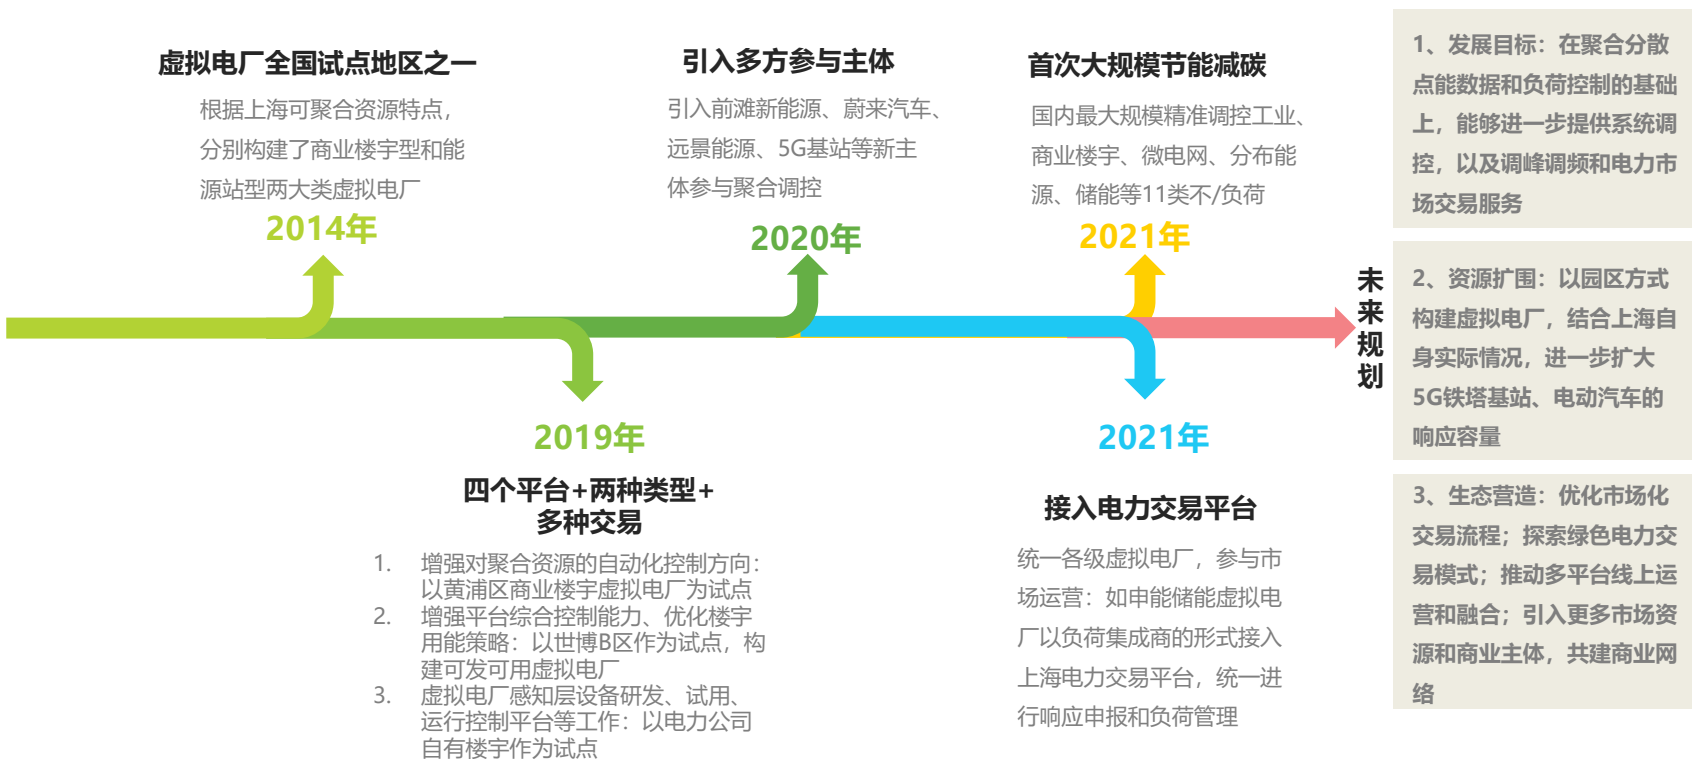 虚拟电厂全国试点地区之一
根据上海可聚合资源特点，
分别构建了商业楼宇型和能
源站型两大类虚拟电厂
2014年
引入多方参与主体
引入前滩新能源、蔚来汽车、
远景能源、5G基站等新主
体参与聚合调控
2020年
首次大规模节能减碳
国内最大规模精准调控工业、
商业楼宇、微电网、分布能
源、储能等11类不/负荷
2021年
2019年
四个平台+两种类型+
多种交易
1. 增强对聚合资源的自动化控制方向：
以黄浦区商业楼宇虚拟电厂为试点
2. 增强平台综合控制能力、优化楼宇
用能策略：以世博B区作为试点，构
建可发可用虚拟电厂
3. 虚拟电厂感知层设备研发、试用、
运行控制平台等工作：以电力公司
自有楼宇作为试点
2021年
接入电力交易平台
统一各级虚拟电厂，参与市
场运营：如申能储能虚拟电
厂以负荷集成商的形式接入
上海电力交易平台，统一进
行响应申报和负荷管理
未
来
规
划
1、发展目标：在聚合分散
点能数据和负荷控制的基础
上，能够进一步提供系统调
控，以及调峰调频和电力市
场交易服务
2、资源扩围：以园区方式
构建虚拟电厂，结合上海自
身实际情况，进一步扩大
5G铁塔基站、电动汽车的
响应容量
3、生态营造：优化市场化
交易流程；探索绿色电力交
易模式；推动多平台线上运
营和融合；引入更多市场资
源和商业主体，共建商业网
络